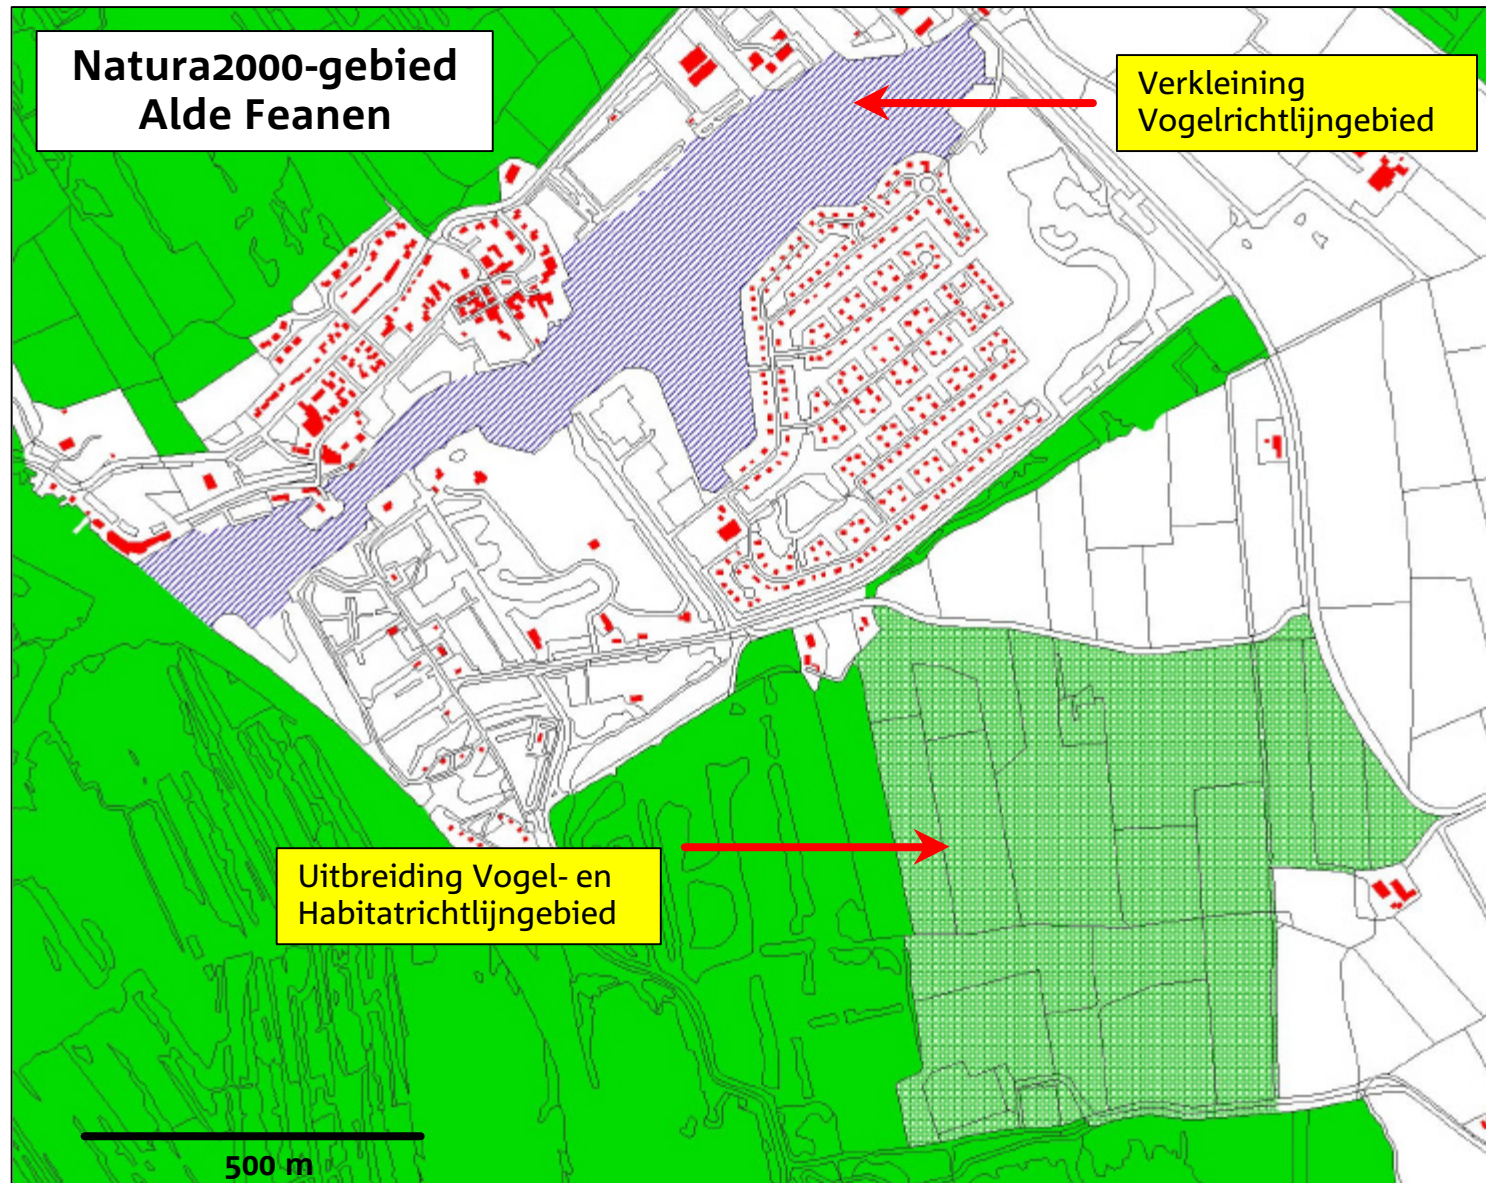 Natura2000-gebied
Alde Feanen
Verkleining
Vogelrichtlijngebied
Uitbreiding Vogel- en
Habitatrichtlijngebied
500 m